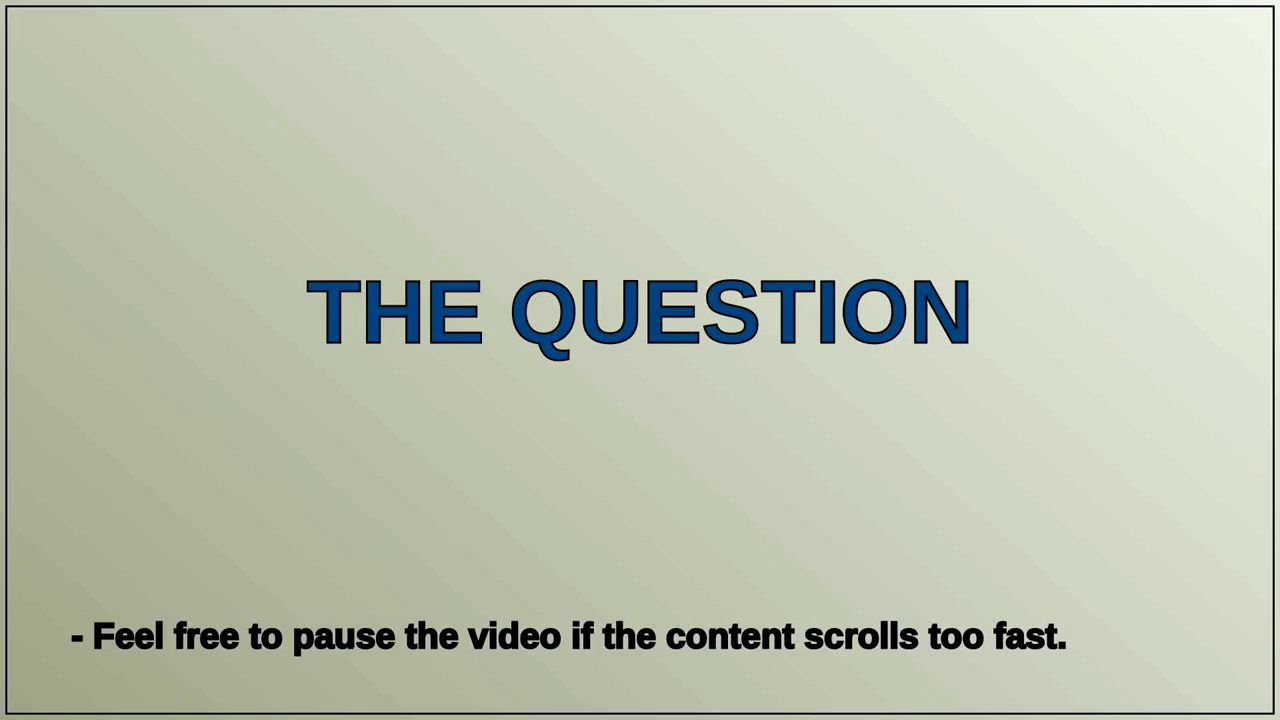 THE QUESTION
- Feel free to pause the video if the content scrolls too fast.